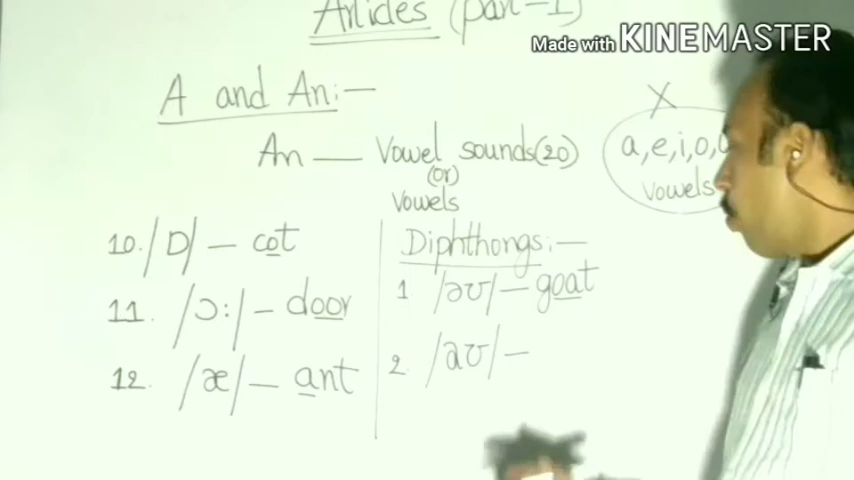 Articles (part-1)
Made with KINEMASTER
A and An:—
X
An — Vowel sounds(20)
(or)
Vowels
a, e, i, o,
vowels
10. /ɒ/ — cot
11. /ɔ:/ — door
12. /æ/ — ant
Diphthongs:—
1 /əʊ/ — goat
2. /aʊ/ —